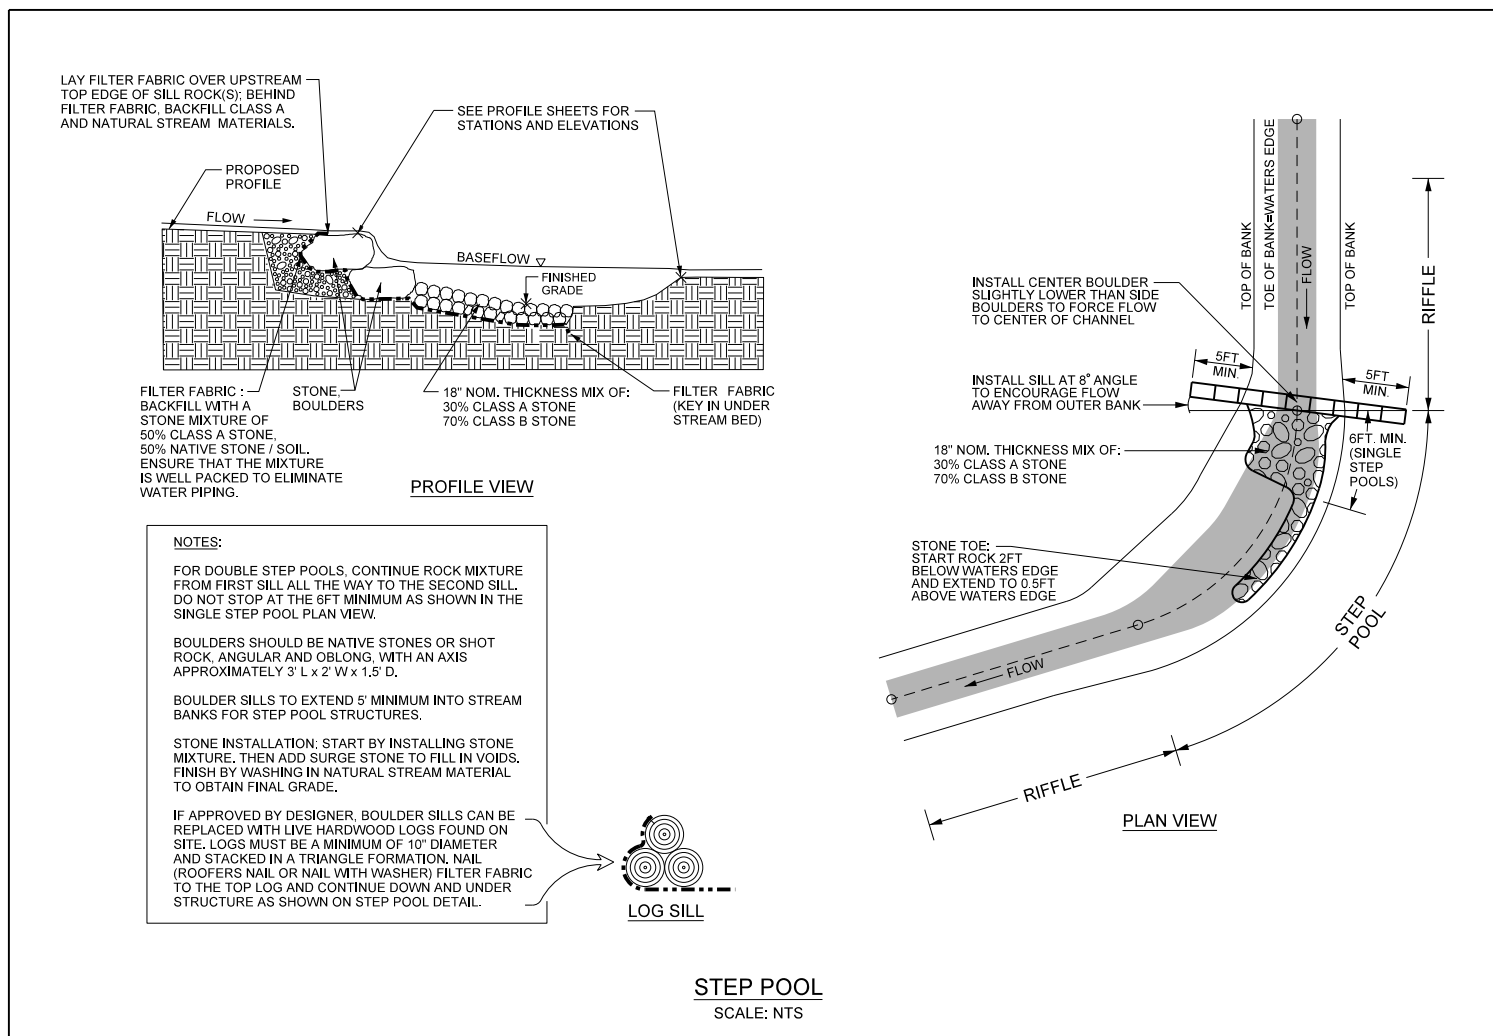 LAY FILTER FABRIC OVER UPSTREAM
TOP EDGE OF SILL ROCK(S); BEHIND
FILTER FABRIC, BACKFILL CLASS A
AND NATURAL STREAM MATERIALS.
SEE PROFILE SHEETS FOR
STATIONS AND ELEVATIONS
PROPOSED
PROFILE
FLOW
BASEFLOW
FINISHED
GRADE
FILTER FABRIC :
BACKFILL WITH A
STONE MIXTURE OF
50% CLASS A STONE,
50% NATIVE STONE / SOIL.
ENSURE THAT THE MIXTURE
IS WELL PACKED TO ELIMINATE
WATER PIPING.
STONE,
BOULDERS
18" NOM. THICKNESS MIX OF:
30% CLASS A STONE
70% CLASS B STONE
FILTER FABRIC
(KEY IN UNDER
STREAM BED)
PROFILE VIEW
NOTES:
FOR DOUBLE STEP POOLS, CONTINUE ROCK MIXTURE
FROM FIRST SILL ALL THE WAY TO THE SECOND SILL.
DO NOT STOP AT THE 6FT MINIMUM AS SHOWN IN THE
SINGLE STEP POOL PLAN VIEW.
BOULDERS SHOULD BE NATIVE STONES OR SHOT
ROCK, ANGULAR AND OBLONG, WITH AN AXIS
APPROXIMATELY 3' L x 2' W x 1.5' D.
BOULDER SILLS TO EXTEND 5' MINIMUM INTO STREAM
BANKS FOR STEP POOL STRUCTURES.
STONE INSTALLATION: START BY INSTALLING STONE
MIXTURE. THEN ADD SURGE STONE TO FILL IN VOIDS.
FINISH BY WASHING IN NATURAL STREAM MATERIAL
TO OBTAIN FINAL GRADE.
IF APPROVED BY DESIGNER, BOULDER SILLS CAN BE
REPLACED WITH LIVE HARDWOOD LOGS FOUND ON
SITE. LOGS MUST BE A MINIMUM OF 10" DIAMETER
AND STACKED IN A TRIANGLE FORMATION. NAIL
(ROOFERS NAIL OR NAIL WITH WASHER) FILTER FABRIC
TO THE TOP LOG AND CONTINUE DOWN AND UNDER
STRUCTURE AS SHOWN ON STEP POOL DETAIL.
LOG SILL
TOP OF BANK
TOE OF BANK=WATERS EDGE
FLOW
TOP OF BANK
RIFFLE
INSTALL CENTER BOULDER
SLIGHTLY LOWER THAN SIDE
BOULDERS TO FORCE FLOW
TO CENTER OF CHANNEL
5FT
MIN.
5FT
MIN.
INSTALL SILL AT 8° ANGLE
TO ENCOURAGE FLOW
AWAY FROM OUTER BANK
6FT. MIN.
(SINGLE
STEP
POOLS)
18" NOM. THICKNESS MIX OF:
30% CLASS A STONE
70% CLASS B STONE
STONE TOE:
START ROCK 2FT
BELOW WATERS EDGE
AND EXTEND TO 0.5FT
ABOVE WATERS EDGE
STEP
POOL
FLOW
RIFFLE
PLAN VIEW
STEP POOL
SCALE: NTS